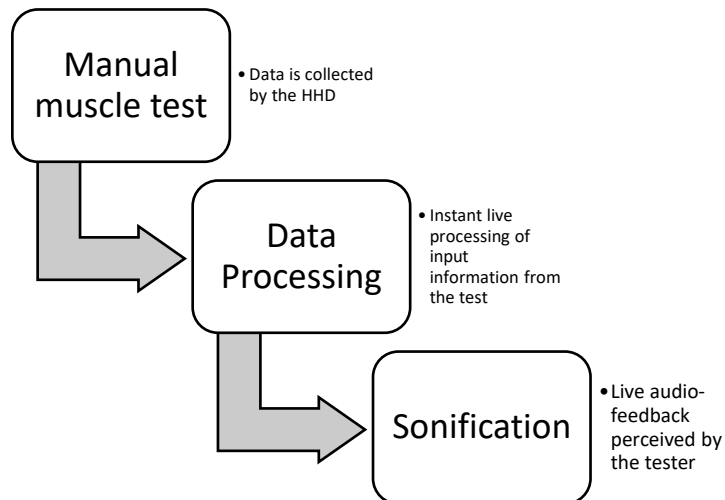 Manual
muscle test
• Data is collected
by the HHD
Data
Processing
• Instant live
processing of
input
information from
the test
Sonification
• Live audio-
feedback
perceived by
the tester